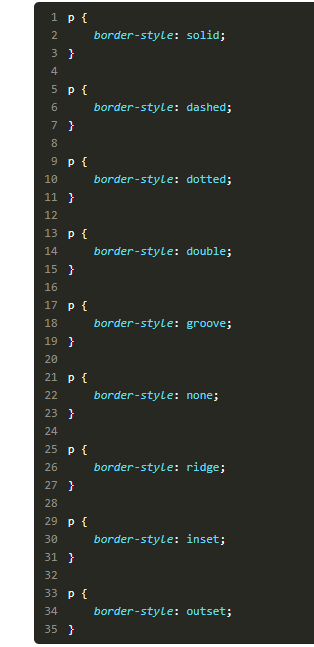 1 p {
2     border-style: solid;
3 }
4
5 p {
6     border-style: dashed;
7 }
8
9 p {
10     border-style: dotted;
11 }
12
13 p {
14     border-style: double;
15 }
16
17 p {
18     border-style: groove;
19 }
20
21 p {
22     border-style: none;
23 }
24
25 p {
26     border-style: ridge;
27 }
28
29 p {
30     border-style: inset;
31 }
32
33 p {
34     border-style: outset;
35 }